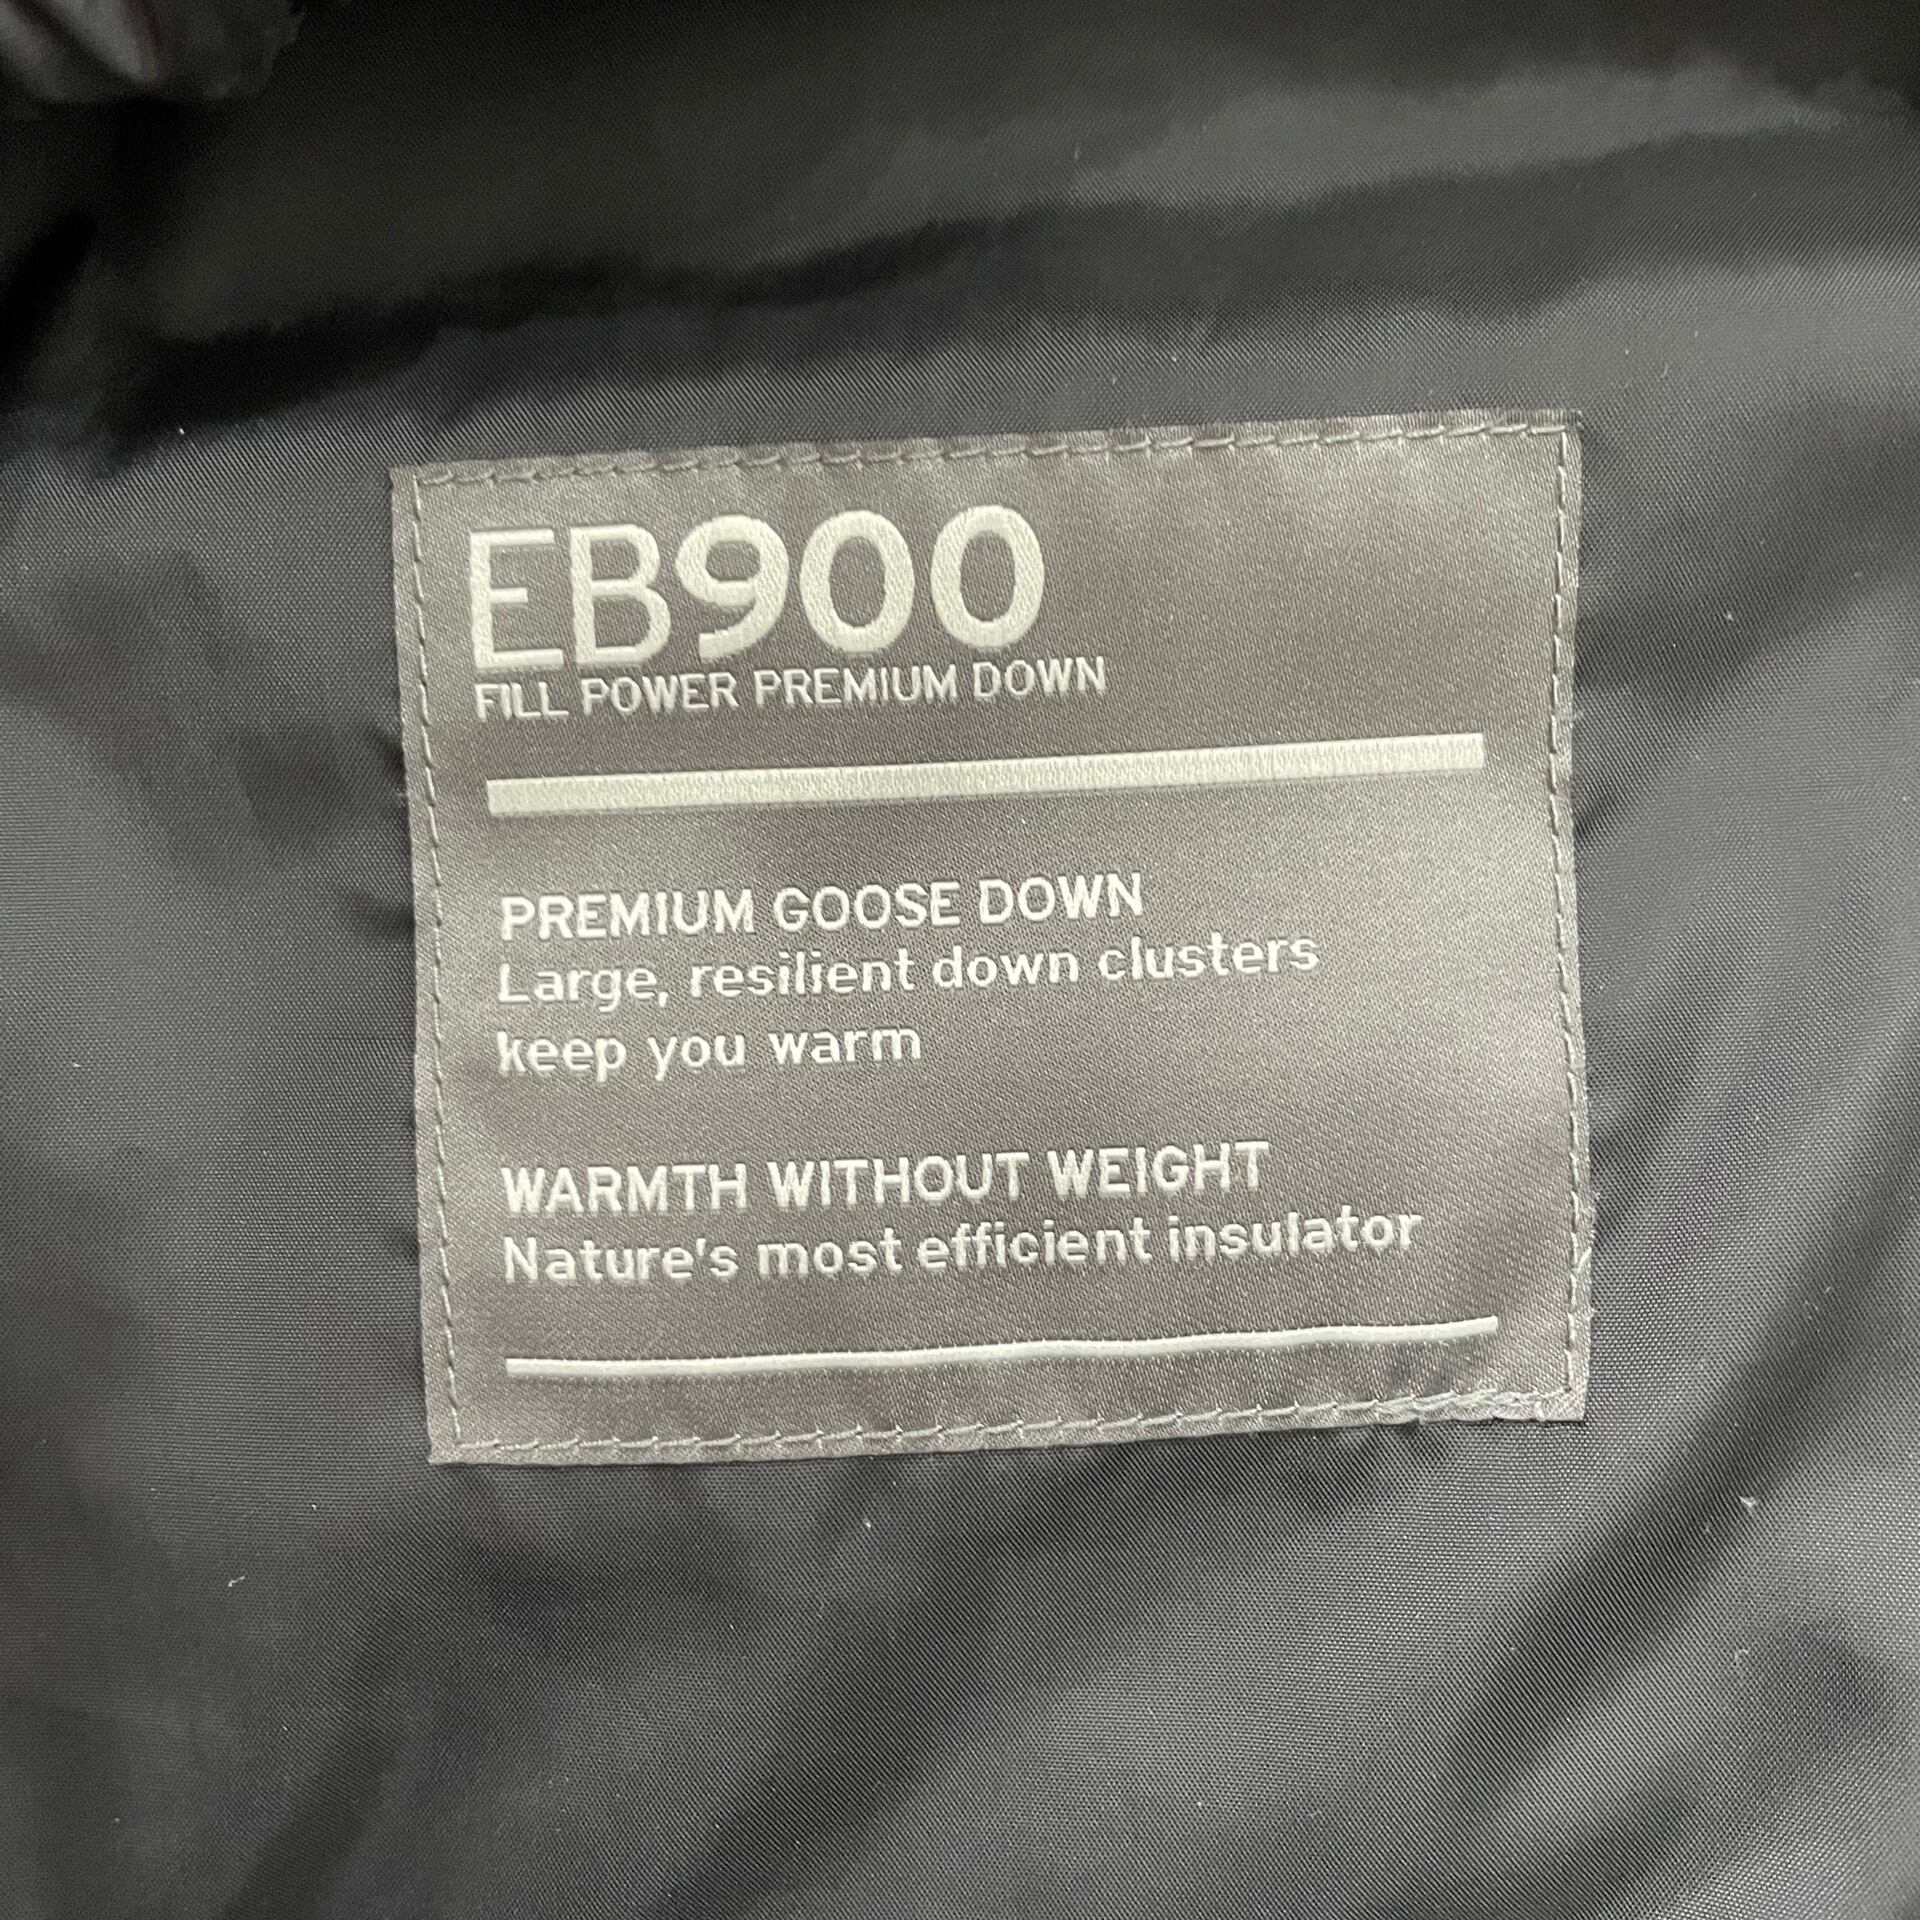 EB900
FILL POWER PREMIUM DOWN
PREMIUM GOOSE DOWN
Large, resilient down clusters
keep you warm
WARMTH WITHOUT WEIGHT
Nature's most efficient insulator